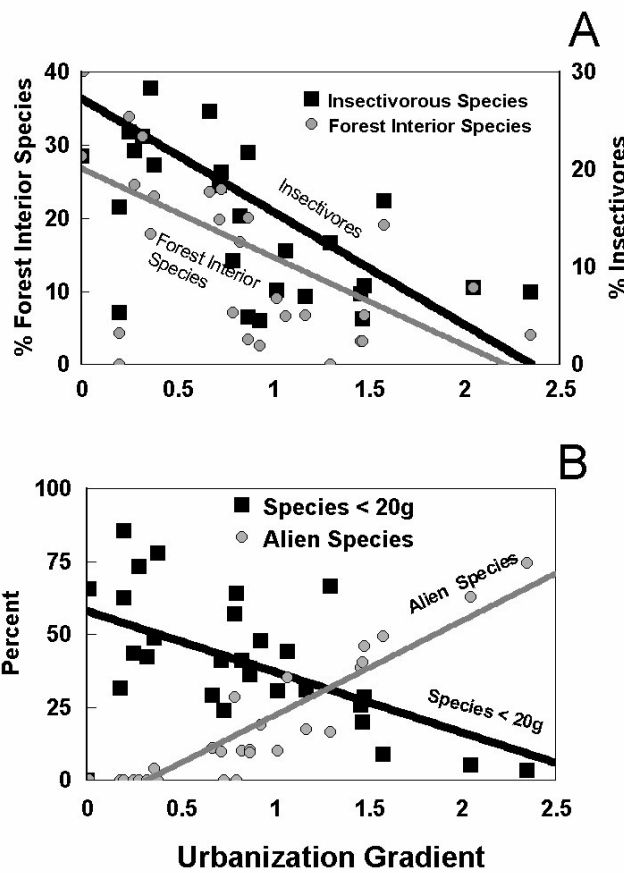 A
40
30
20
10
0
% Forest Interior Species
Insectivorous Species
Forest Interior Species
Insectivores
Forest Interior
Species
30
20
10
0
% Insectivores
0 0.5 1 1.5 2 2.5
B
100
75
50
25
0
Percent
Species < 20g
Alien Species
Alien Species
Species < 20g
0 0.5 1 1.5 2 2.5
Urbanization Gradient